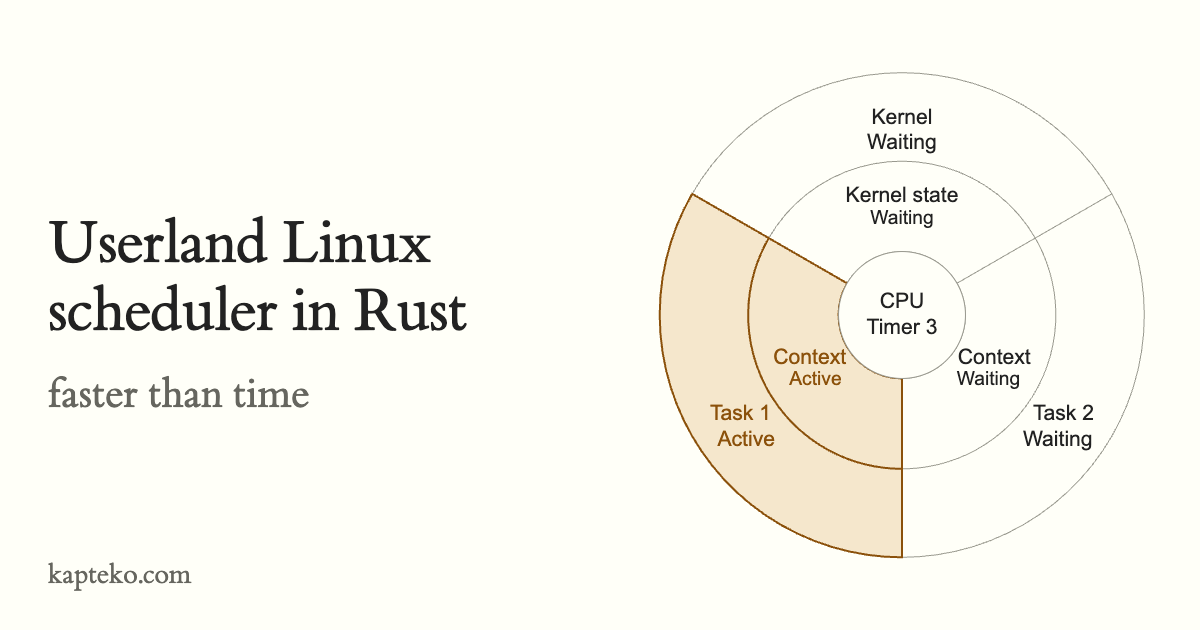 Userland Linux
scheduler in Rust
faster than time
kapteko.com
Kernel
Waiting
Kernel state
Waiting
CPU
Timer 3
Context
Active
Task 1
Active
Context
Waiting
Task 2
Waiting